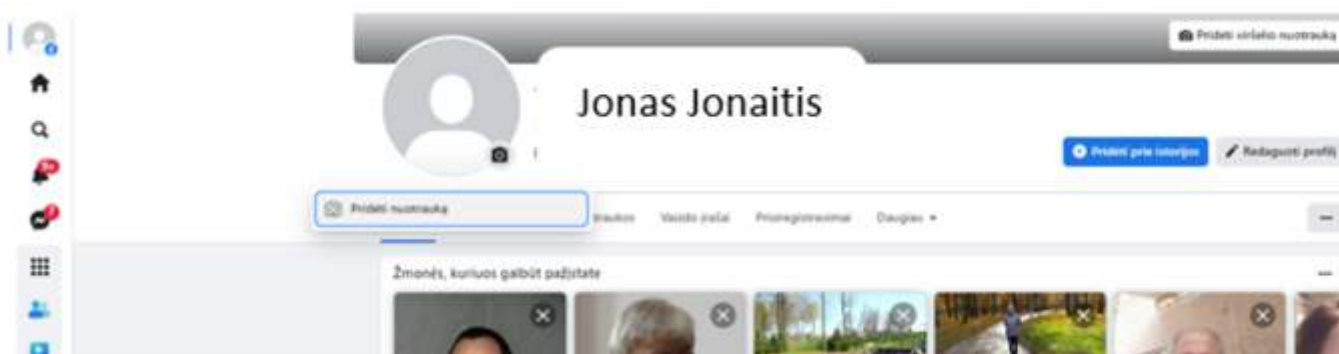 Pridėti viršelio nuotrauką
Jonas Jonaitis
Pridėti prie istorijos
Redaguoti profilį
9+
Pridėti nuotrauką
Vaizdo įrašai
Prisiregistravimai
Daugiau
Žmonės, kuriuos galbūt pažįstate